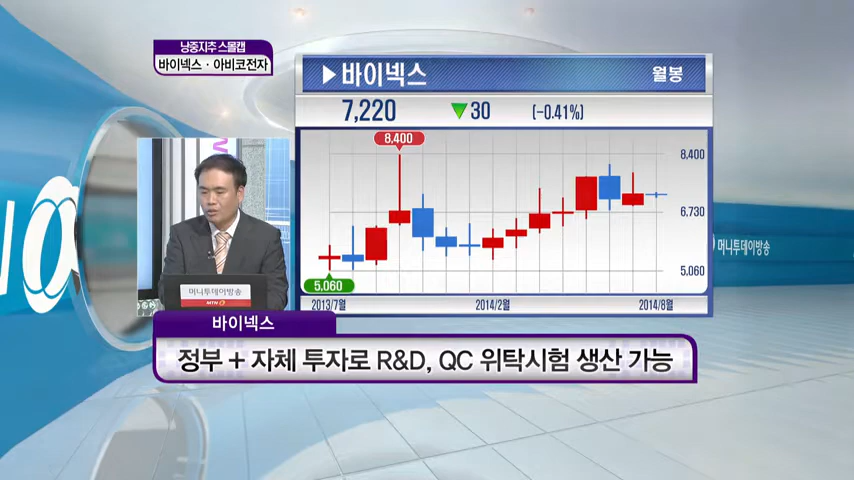 낭중지추 스몰캡
바이넥스 · 아비코전자
▶바이넥스
월봉
7,220 ▼30 (-0.41%)
8,400
8,400
6,730
5,060
5,060
2013/7월 2014/2월 2014/8월
머니투데이방송
머니투데이방송
MTN
바이넥스
정부 + 자체 투자로 R&D, QC 위탁시험 생산 가능